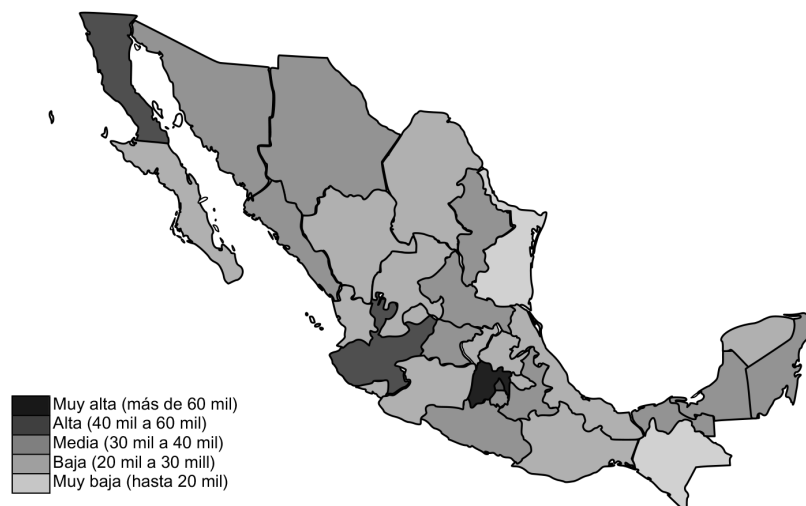 Muy alta (más de 60 mil)
Alta (40 mil a 60 mil)
Media (30 mil a 40 mil)
Baja (20 mil a 30 mill)
Muy baja (hasta 20 mil)